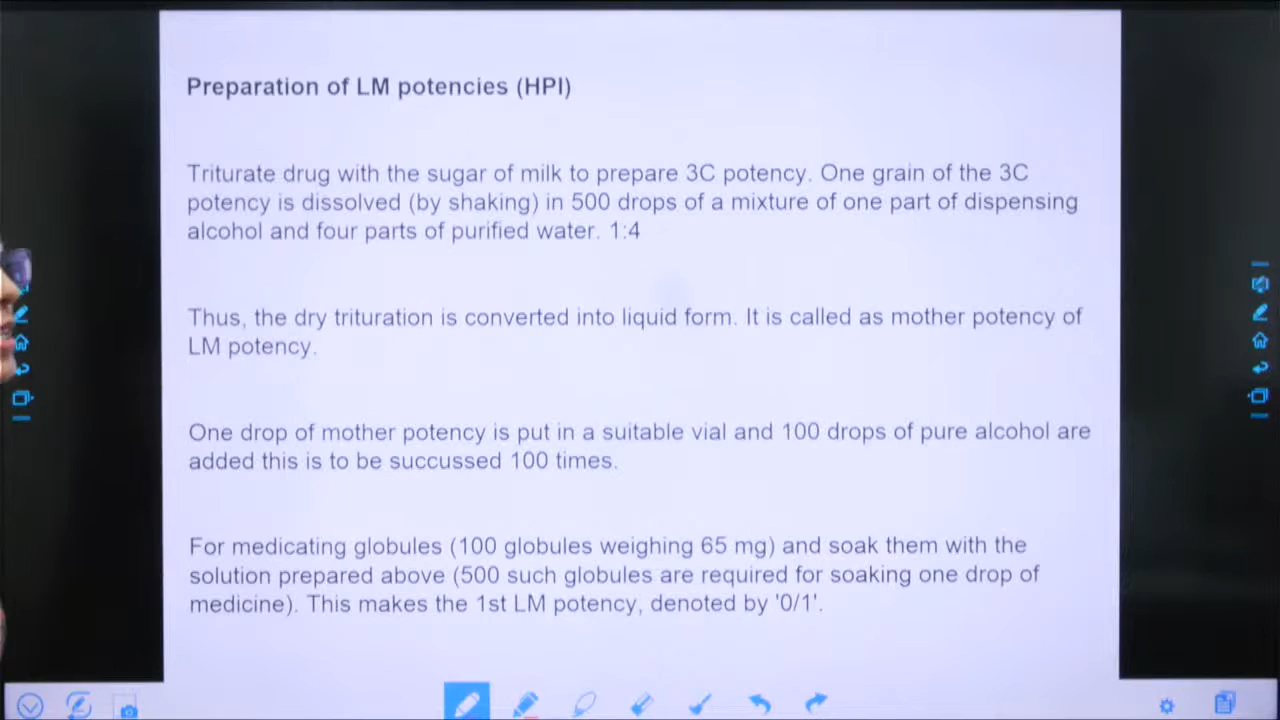 Preparation of LM potencies (HPI)
Triturate drug with the sugar of milk to prepare 3C potency. One grain of the 3C
potency is dissolved (by shaking) in 500 drops of a mixture of one part of dispensing
alcohol and four parts of purified water. 1:4
Thus, the dry trituration is converted into liquid form. It is called as mother potency of
LM potency.
One drop of mother potency is put in a suitable vial and 100 drops of pure alcohol are
added this is to be succussed 100 times.
For medicating globules (100 globules weighing 65 mg) and soak them with the
solution prepared above (500 such globules are required for soaking one drop of
medicine). This makes the 1st LM potency, denoted by '0/1'.